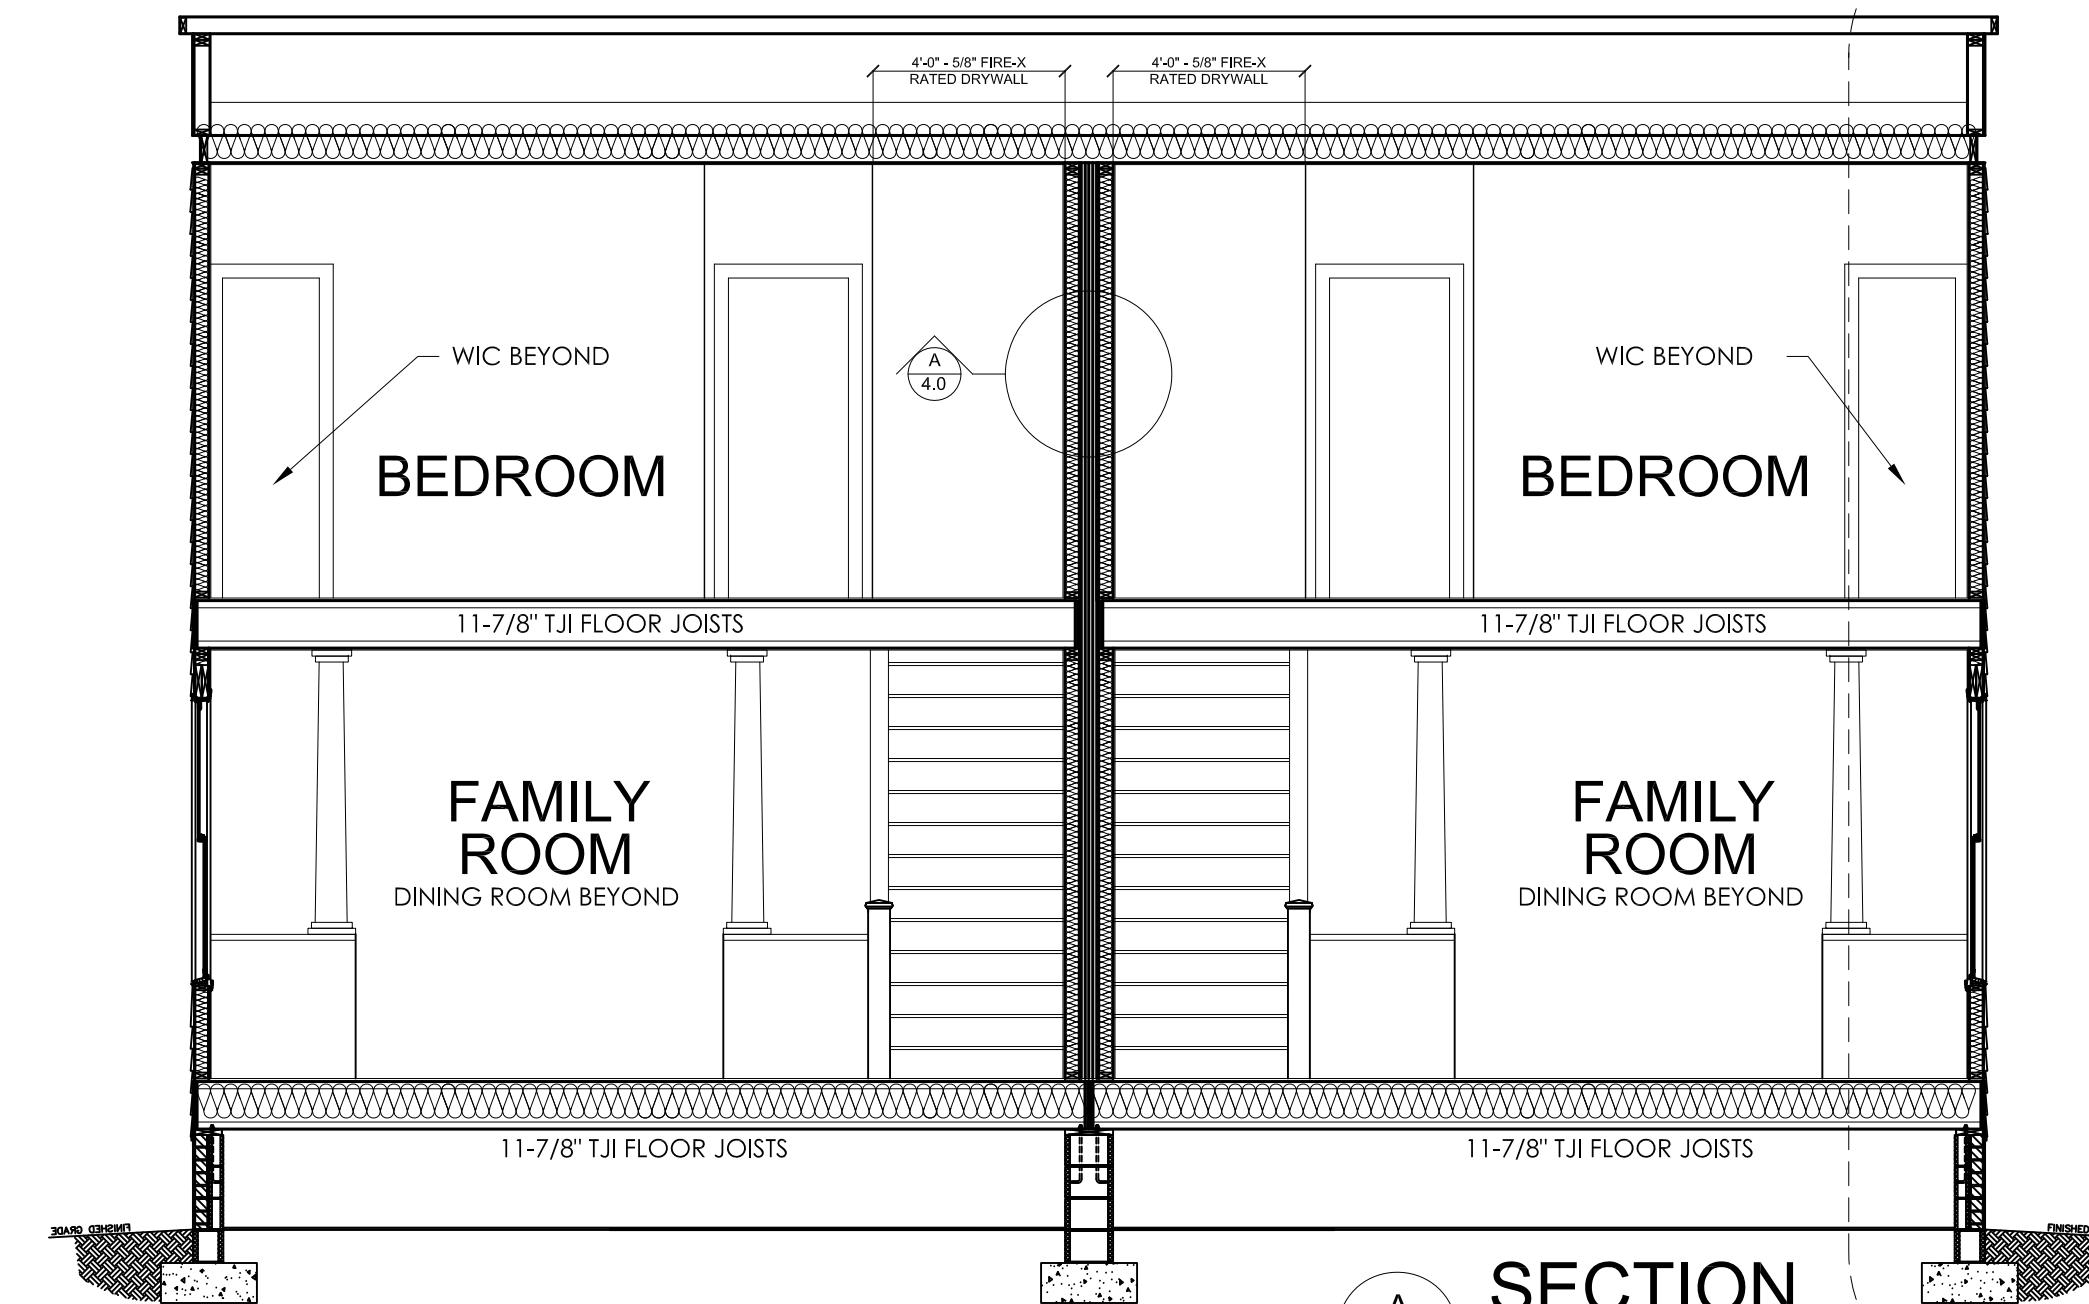 4'-0" - 5/8" FIRE-X
RATED DRYWALL
4'-0" - 5/8" FIRE-X
RATED DRYWALL
WIC BEYOND
A
4.0
WIC BEYOND
BEDROOM
BEDROOM
11-7/8" TJI FLOOR JOISTS
11-7/8" TJI FLOOR JOISTS
FAMILY
ROOM
DINING ROOM BEYOND
FAMILY
ROOM
DINING ROOM BEYOND
11-7/8" TJI FLOOR JOISTS
11-7/8" TJI FLOOR JOISTS
FINISHED GRADE
FINISHED
A
SECTION